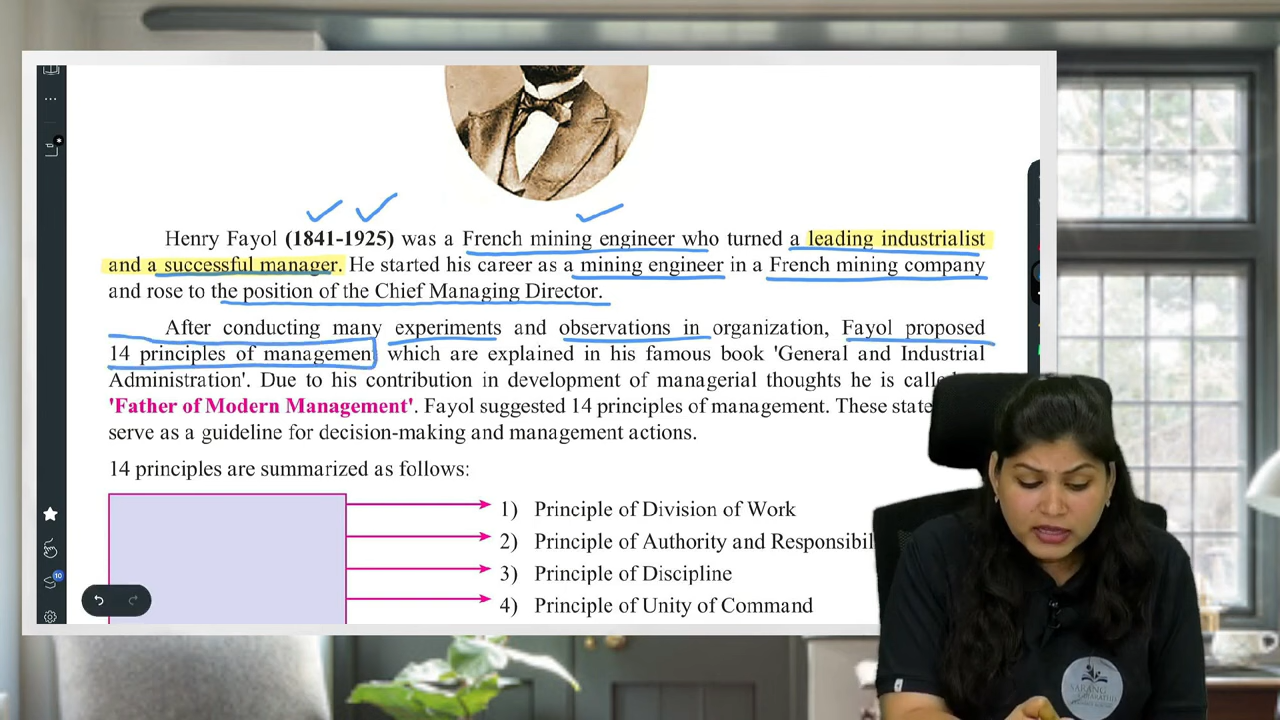 Henry Fayol (1841-1925) was a French mining engineer who turned a leading industrialist
and a successful manager. He started his career as a mining engineer in a French mining company
and rose to the position of the Chief Managing Director.
After conducting many experiments and observations in organization, Fayol proposed
14 principles of management which are explained in his famous book 'General and Industrial
Administration'. Due to his contribution in development of managerial thoughts he is
'Father of Modern Management'. Fayol suggested 14 principles of management. These
serve as a guideline for decision-making and management actions.
14 principles are summarized as follows:
1) Principle of Division of Work
2) Principle of Authority and
3) Principle of Discipline
4) Principle of Unity of Command
10
SARANG